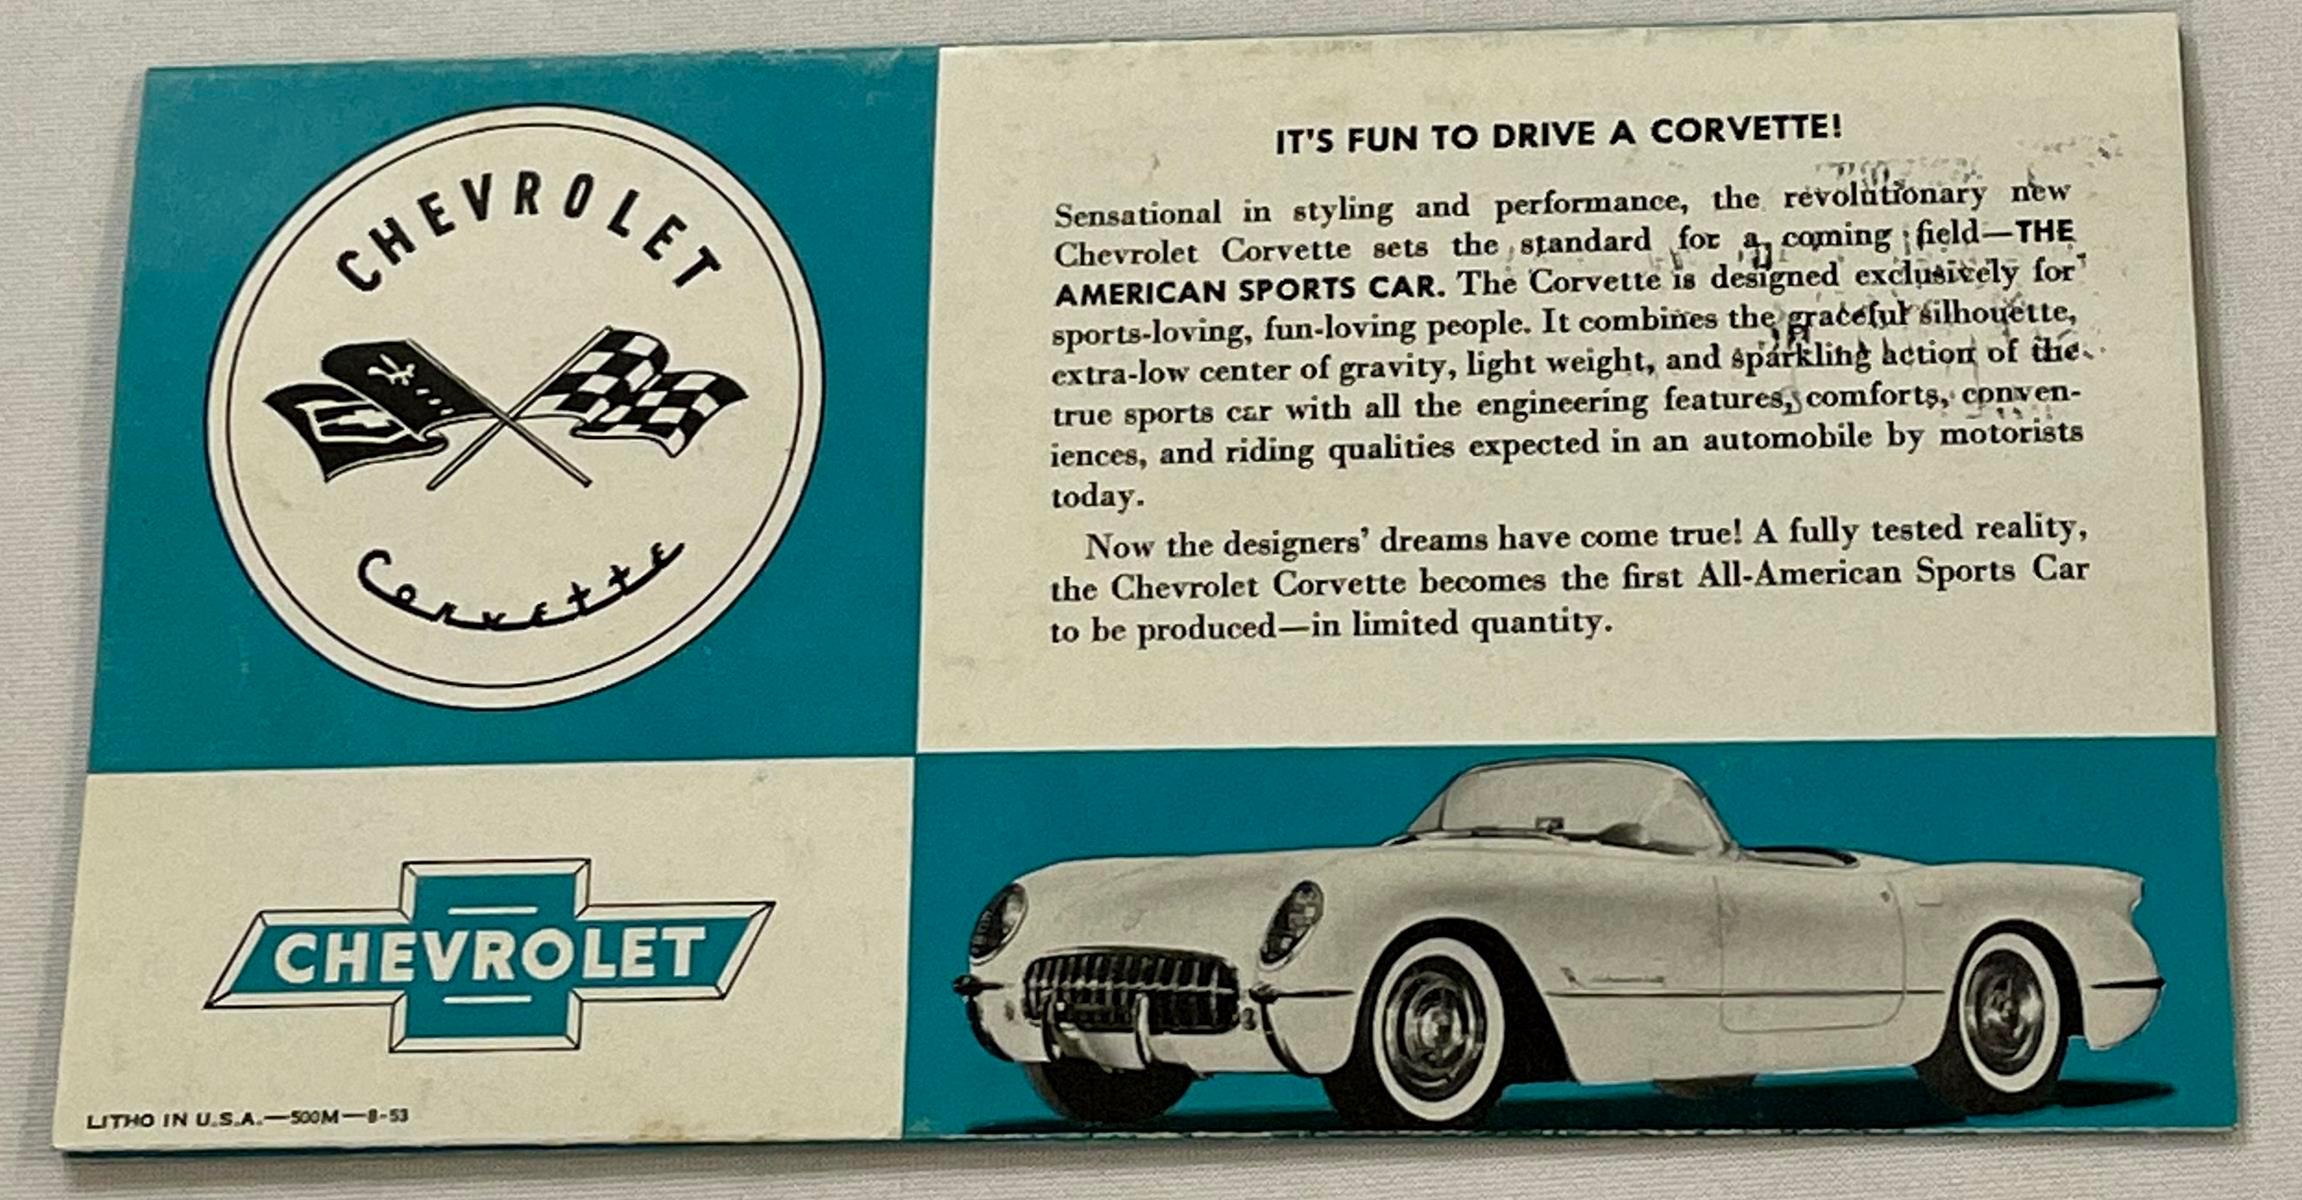 CHEVROLET
Corvette
CHEVROLET
LITHO IN U.S.A.—500M—8-53
IT'S FUN TO DRIVE A CORVETTE!
Sensational in styling and performance, the revolutionary new
Chevrolet Corvette sets the standard for a coming field—THE
AMERICAN SPORTS CAR. The Corvette is designed exclusively for
sports-loving, fun-loving people. It combines the graceful silhouette,
extra-low center of gravity, light weight, and sparkling action of the
true sports car with all the engineering features, comforts, conven-
iences, and riding qualities expected in an automobile by motorists
today.
Now the designers’ dreams have come true! A fully tested reality,
the Chevrolet Corvette becomes the first All-American Sports Car
to be produced—in limited quantity.